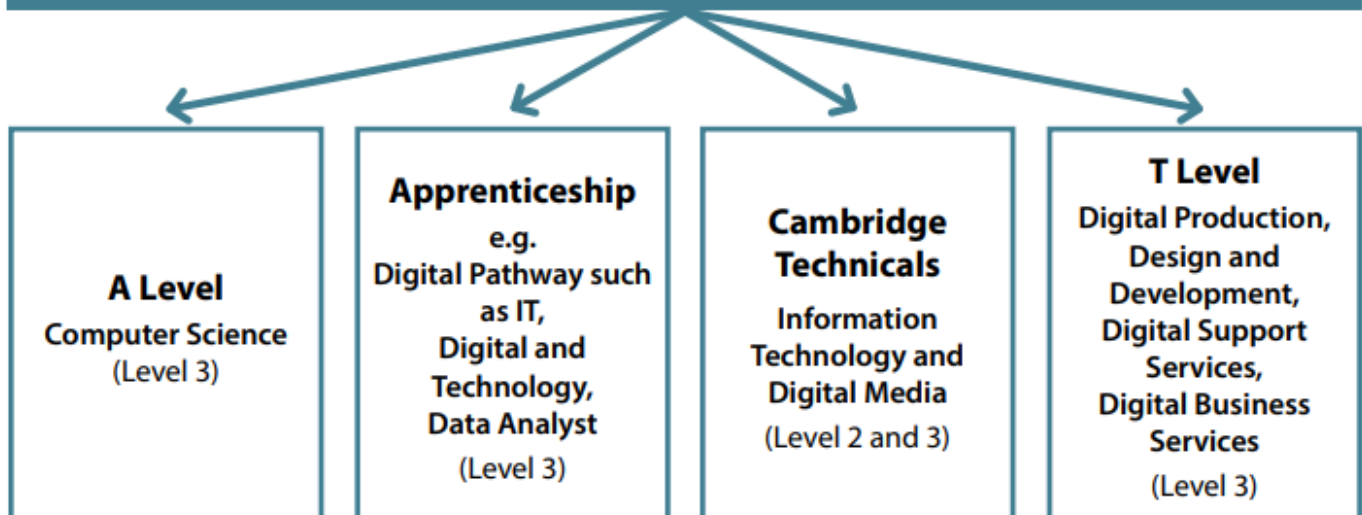 A Level
Computer Science
(Level 3)
Apprenticeship
e.g.
Digital Pathway such
as IT,
Digital and
Technology,
Data Analyst
(Level 3)
Cambridge
Technicals
Information
Technology and
Digital Media
(Level 2 and 3)
T Level
Digital Production,
Design and
Development,
Digital Support
Services,
Digital Business
Services
(Level 3)